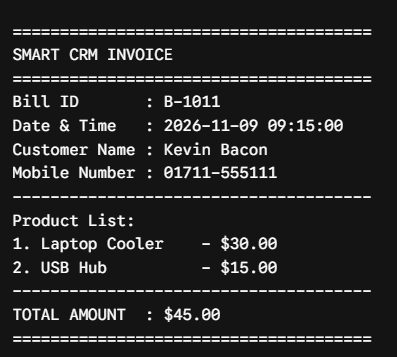 ======================================
SMART CRM INVOICE
======================================
Bill ID       : B-1011
Date & Time   : 2026-11-09 09:15:00
Customer Name : Kevin Bacon
Mobile Number : 01711-555111
--------------------------------------
Product List:
1. Laptop Cooler    - $30.00
2. USB Hub          - $15.00
--------------------------------------
TOTAL AMOUNT  : $45.00
======================================